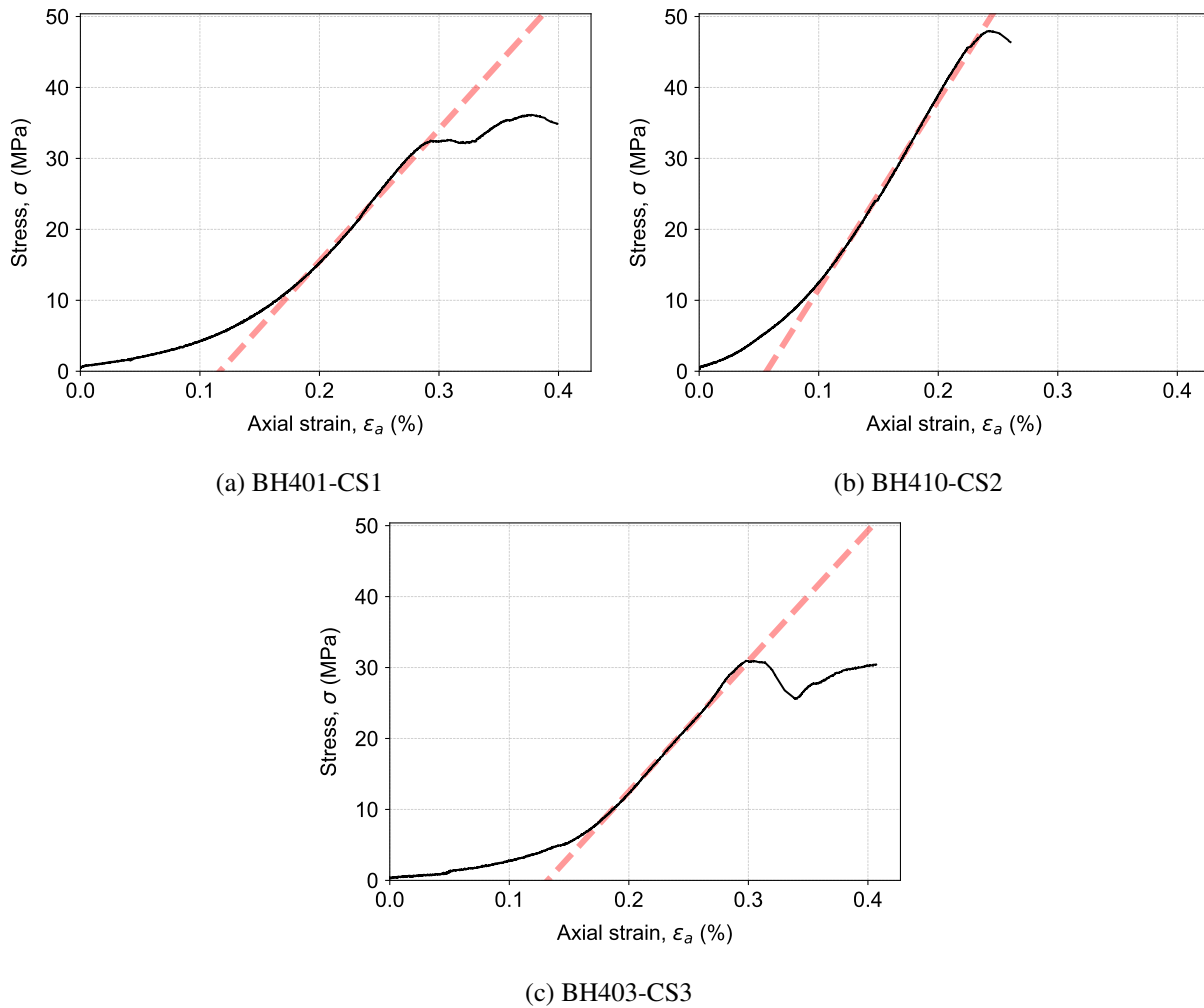 50
40
30
20
10
0
Stress, σ (MPa)
0.0 0.1 0.2 0.3 0.4
Axial strain, εₐ (%)
(a) BH401-CS1
50
40
30
20
10
0
Stress, σ (MPa)
0.0 0.1 0.2 0.3 0.4
Axial strain, εₐ (%)
(b) BH410-CS2
50
40
30
20
10
0
Stress, σ (MPa)
0.0 0.1 0.2 0.3 0.4
Axial strain, εₐ (%)
(c) BH403-CS3